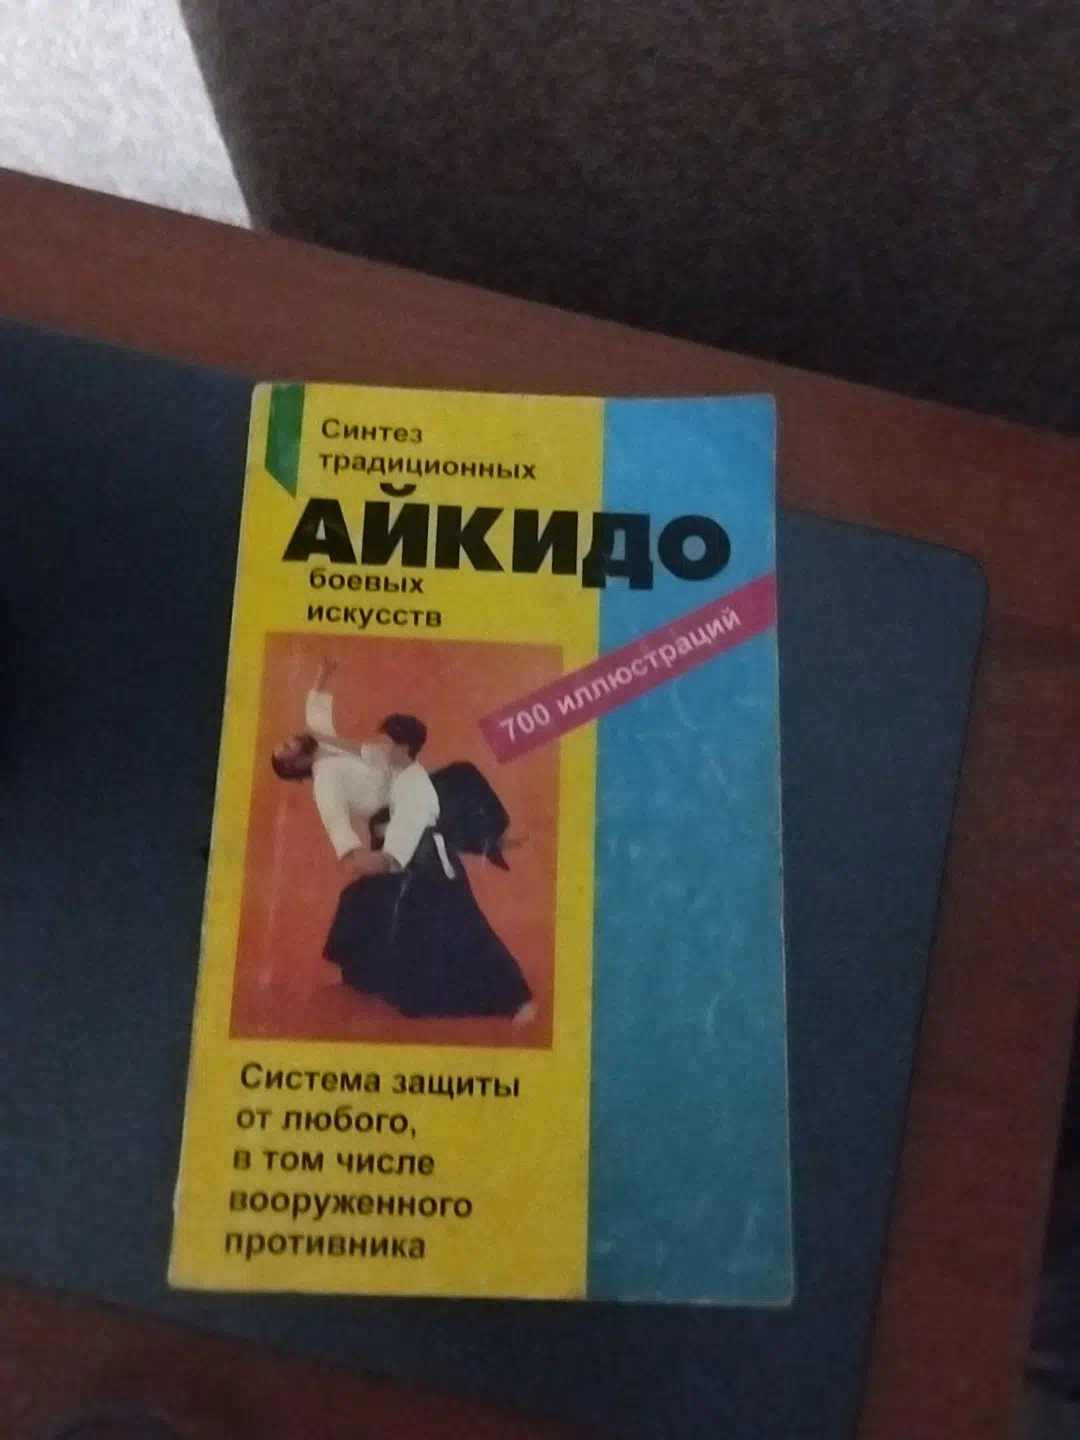 Синтез
традиционных
АЙКИДО
боевых
искусств
700 иллюстраций
Система защиты
от любого,
в том числе
вооруженного
противника